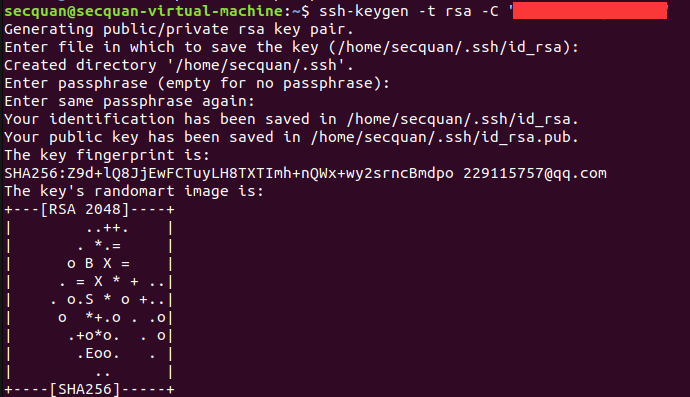 secquan@secquan-virtual-machine:~$ ssh-keygen -t rsa -C "
Generating public/private rsa key pair.
Enter file in which to save the key (/home/secquan/.ssh/id_rsa):
Created directory '/home/secquan/.ssh'.
Enter passphrase (empty for no passphrase):
Enter same passphrase again:
Your identification has been saved in /home/secquan/.ssh/id_rsa.
Your public key has been saved in /home/secquan/.ssh/id_rsa.pub.
The key fingerprint is:
SHA256:Z9d+lQ8JjEwFCTuyLH8TXTImh+nQWx+wy2srncBmdpo 229115757@qq.com
The key's randomart image is:
+---[RSA 2048]----+
|        ..++.    |
|       . *.=     |
|      o B X =    |
|     . = X * + ..|
|    . o.S * o +..|
|     o  *+.o . .o|
|      .+o*o.  . o|
|       .Eoo.   . |
|         ..      |
+----[SHA256]-----+